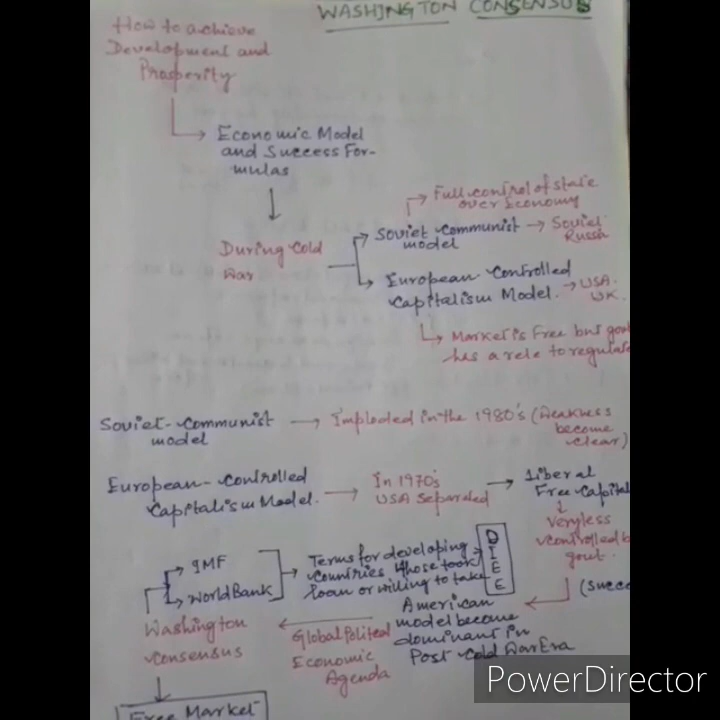 WASHINGTON CONSENSUS
How to achieve
Development and
Prosperity
Economic Model
and Success For-
mulas
During Cold
War
Full control of state
over Economy
Soviet Communist
model
Soviet
Russia
European-Controlled
Capitalism Model.
USA.
UK.
Market is Free but govt
has a role to regulate
Soviet-Communist
model
Imploded in the 1980's (Weakness
become
clear)
European-Controlled
Capitalism Model.
In 1970's
USA separated
Liberal
Free Capital
Very less
controlled b
govt.
(succe
IMF
World Bank
Terms for developing
countries those took
loan or willing to take
D
I
E
E
American
model become
dominant in
Post Cold War Era
Global Political
Economic
Agenda
Washington
Consensus
Free Market
PowerDirector